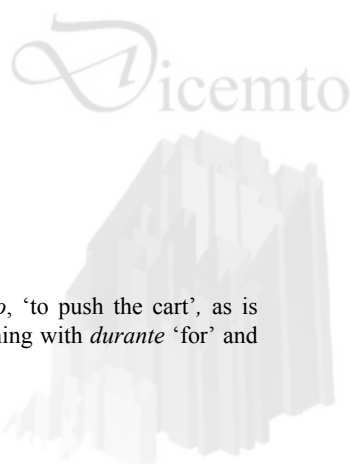 Dicemto
o, ‘to push the cart’, as is
ning with durante ‘for’ and